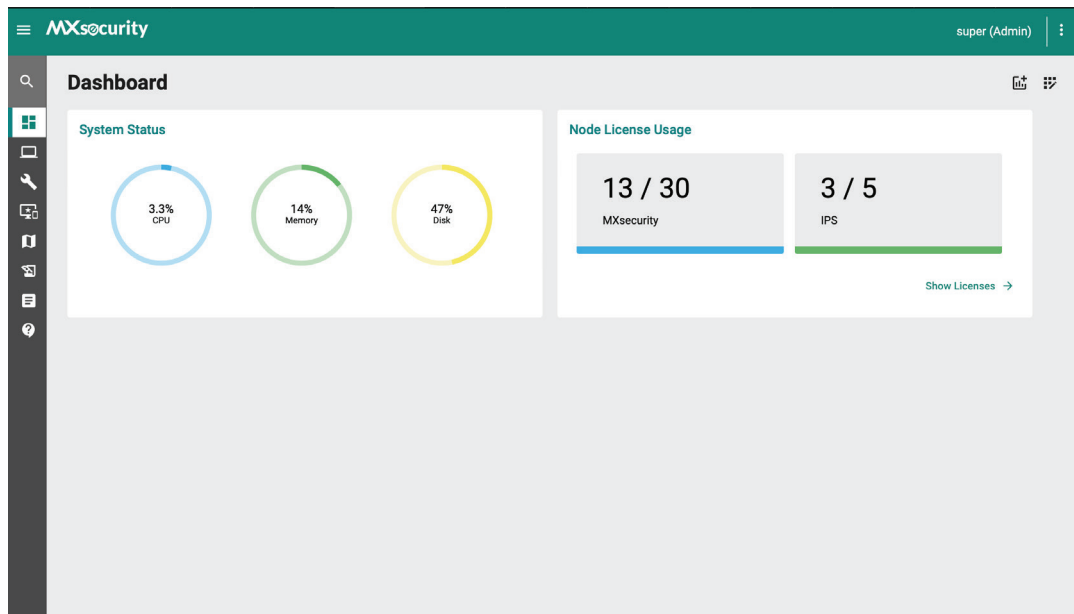 MXsecurity
super (Admin)
Dashboard
System Status
3.3%
CPU
14%
Memory
47%
Disk
Node License Usage
13 / 30
MXsecurity
3 / 5
IPS
Show Licenses